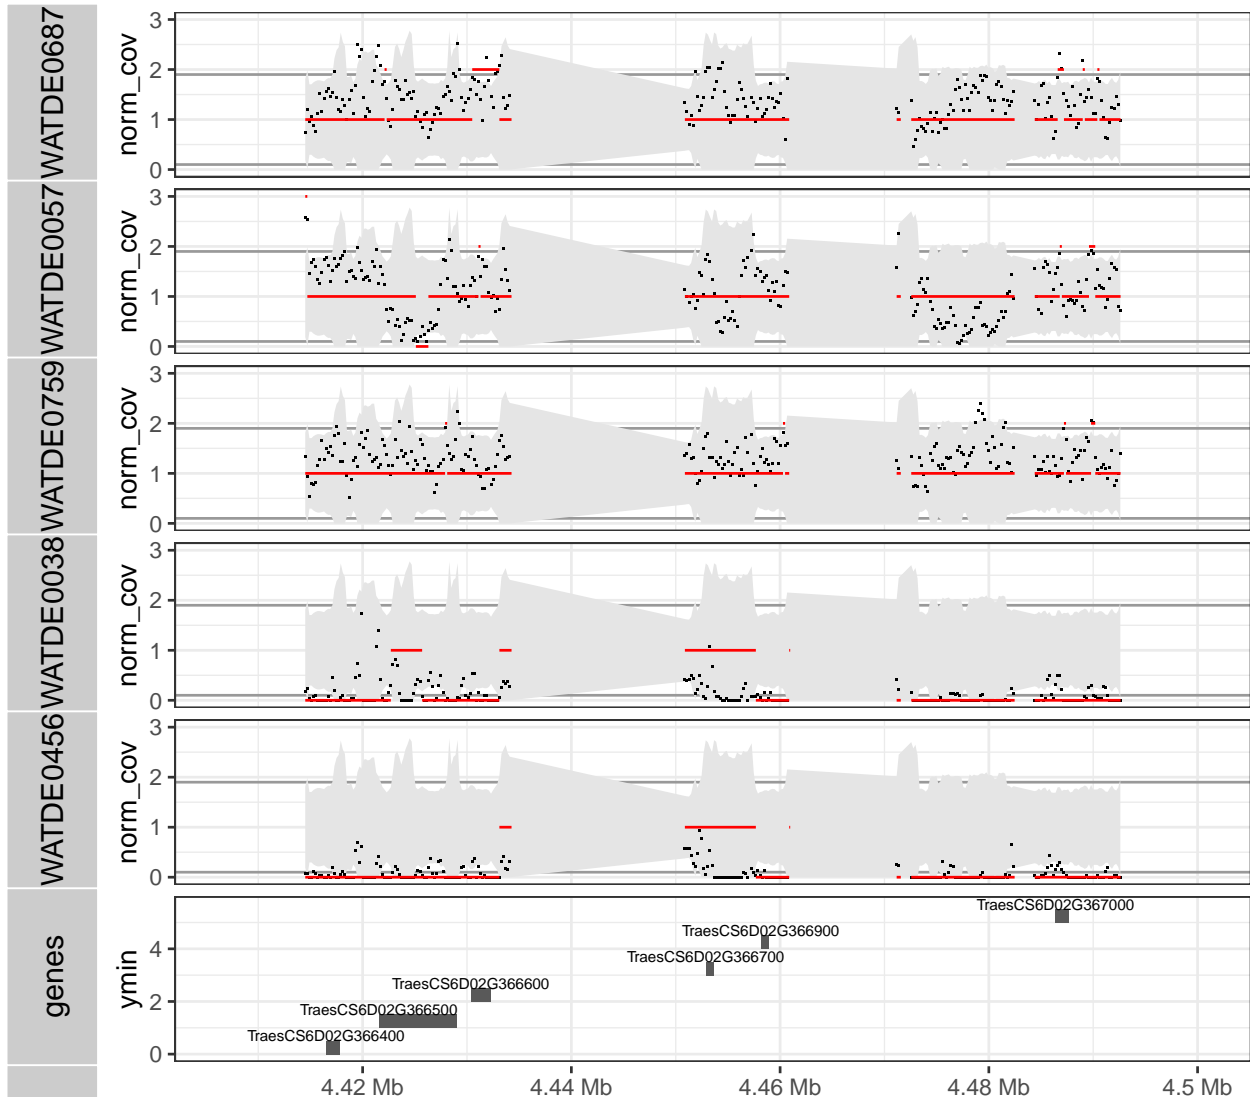 WATDE0687
norm_cov
3
2
1
0
WATDE0057
norm_cov
3
2
1
0
WATDE0759
norm_cov
3
2
1
0
WATDE0038
norm_cov
3
2
1
0
WATDE0456
norm_cov
3
2
1
0
genes
ymin
4
2
0
TraesCS6D02G367000
TraesCS6D02G366900
TraesCS6D02G366700
TraesCS6D02G366600
TraesCS6D02G366500
TraesCS6D02G366400
4.42 Mb
4.44 Mb
4.46 Mb
4.48 Mb
4.5 Mb